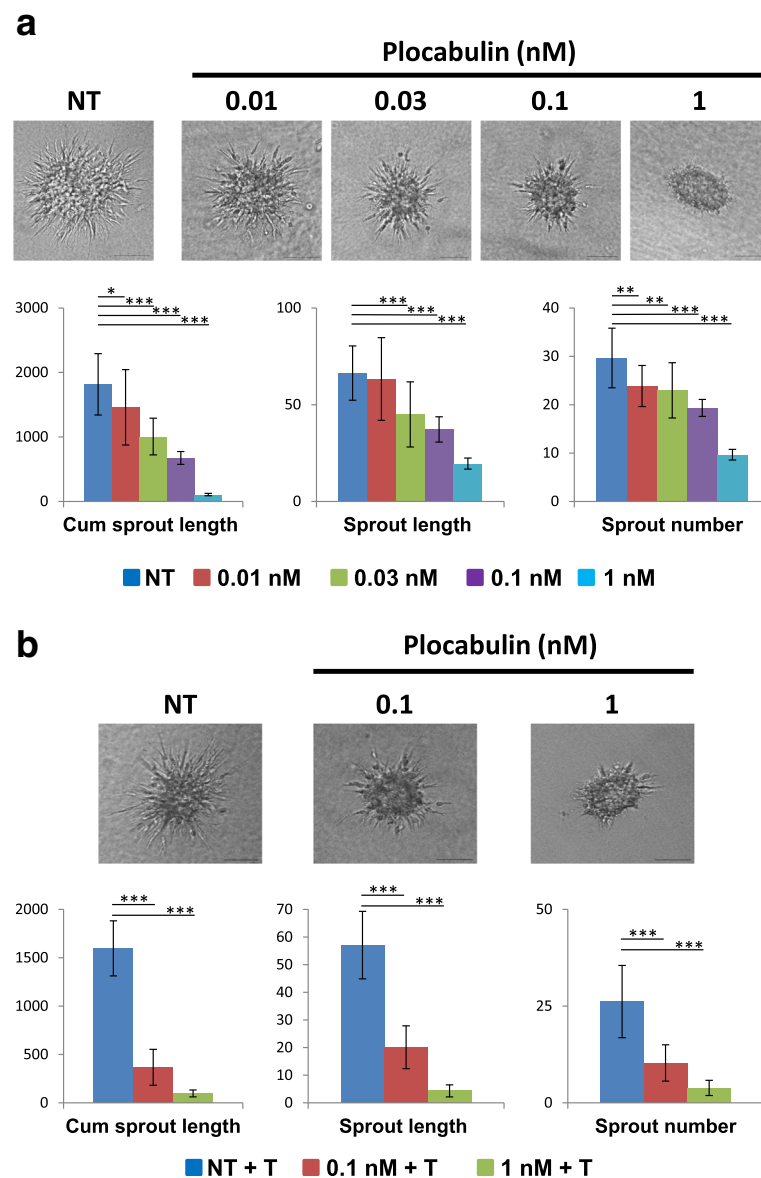 a
Plocabulin (nM)
NT 0.01 0.03 0.1 1
* *** *** ***
*** *** ***
** ** *** ***
3000
2000
1000
0
Cum sprout length
100
50
0
Sprout length
40
30
20
10
0
Sprout number
NT 0.01 nM 0.03 nM 0.1 nM 1 nM
b
Plocabulin (nM)
NT 0.1 1
*** ***
*** ***
*** ***
2000
1500
1000
500
0
Cum sprout length
70
60
50
40
30
20
10
0
Sprout length
50
25
0
Sprout number
NT + T 0.1 nM + T 1 nM + T